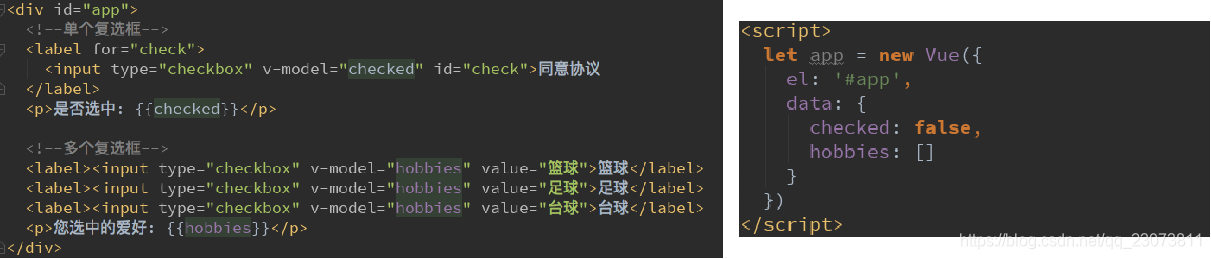 <div id="app">
<!--单个复选框-->
<label for="check">
<input type="checkbox" v-model="checked" id="check">同意协议
</label>
<p>是否选中: {{checked}}</p>
<!--多个复选框-->
<label><input type="checkbox" v-model="hobbies" value="篮球">篮球</label>
<label><input type="checkbox" v-model="hobbies" value="足球">足球</label>
<label><input type="checkbox" v-model="hobbies" value="台球">台球</label>
<p>您选中的爱好: {{hobbies}}</p>
</div>
<script>
let app = new Vue({
el: '#app',
data: {
checked: false,
hobbies: []
}
})
</script>
https://blog.csdn.net/qq_23073811